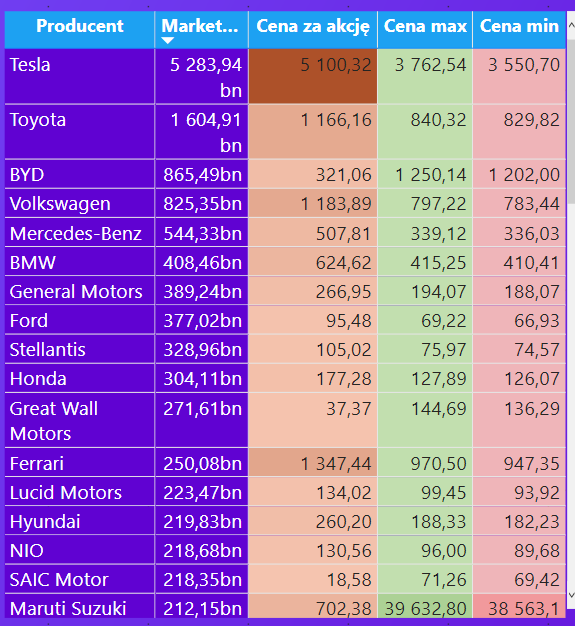 Producent Market... Cena za akcję Cena max Cena min
Tesla 5 283,94 bn 5 100,32 3 762,54 3 550,70
Toyota 1 604,91 bn 1 166,16 840,32 829,82
BYD 865,49bn 321,06 1 250,14 1 202,00
Volkswagen 825,35bn 1 183,89 797,22 783,44
Mercedes-Benz 544,33bn 507,81 339,12 336,03
BMW 408,46bn 624,62 415,25 410,41
General Motors 389,24bn 266,95 194,07 188,07
Ford 377,02bn 95,48 69,22 66,93
Stellantis 328,96bn 105,02 75,97 74,57
Honda 304,11bn 177,28 127,89 126,07
Great Wall Motors 271,61bn 37,37 144,69 136,29
Ferrari 250,08bn 1 347,44 970,50 947,35
Lucid Motors 223,47bn 134,02 99,45 93,92
Hyundai 219,83bn 260,20 188,33 182,23
NIO 218,68bn 130,56 96,00 89,68
SAIC Motor 218,35bn 18,58 71,26 69,42
Maruti Suzuki 212,15bn 702,38 39 632,80 38 563,1